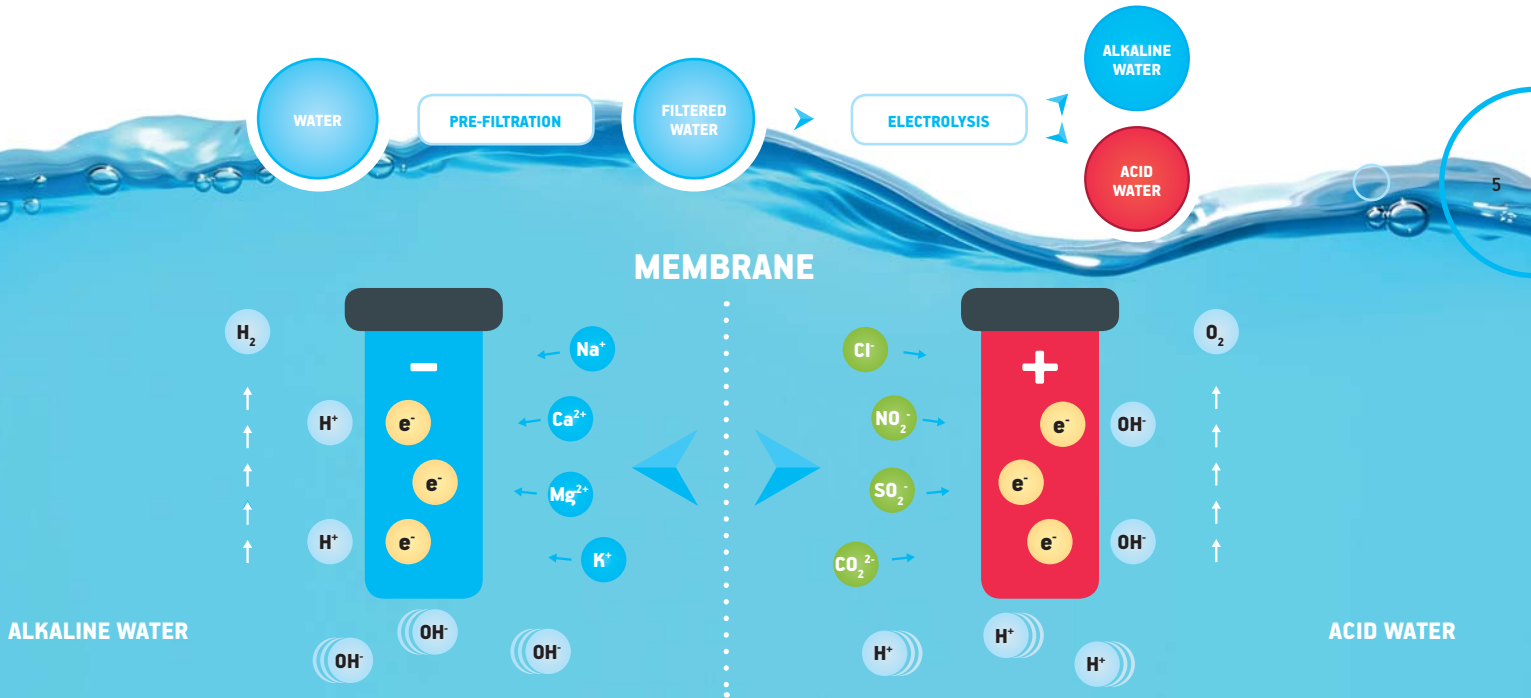 WATER
PRE-FILTRATION
FILTERED
WATER
ELECTROLYSIS
ALKALINE
WATER
ACID
WATER
5
MEMBRANE
H₂
−
Na⁺
Cl⁻
+
O₂
H⁺
e⁻
Ca²⁺
NO₂⁻
e⁻
OH⁻
e⁻
Mg²⁺
SO₂⁻
e⁻
H⁺
e⁻
K⁺
CO₂²⁻
e⁻
OH⁻
ALKALINE WATER
OH⁻
OH⁻
OH⁻
H⁺
H⁺
H⁺
ACID WATER